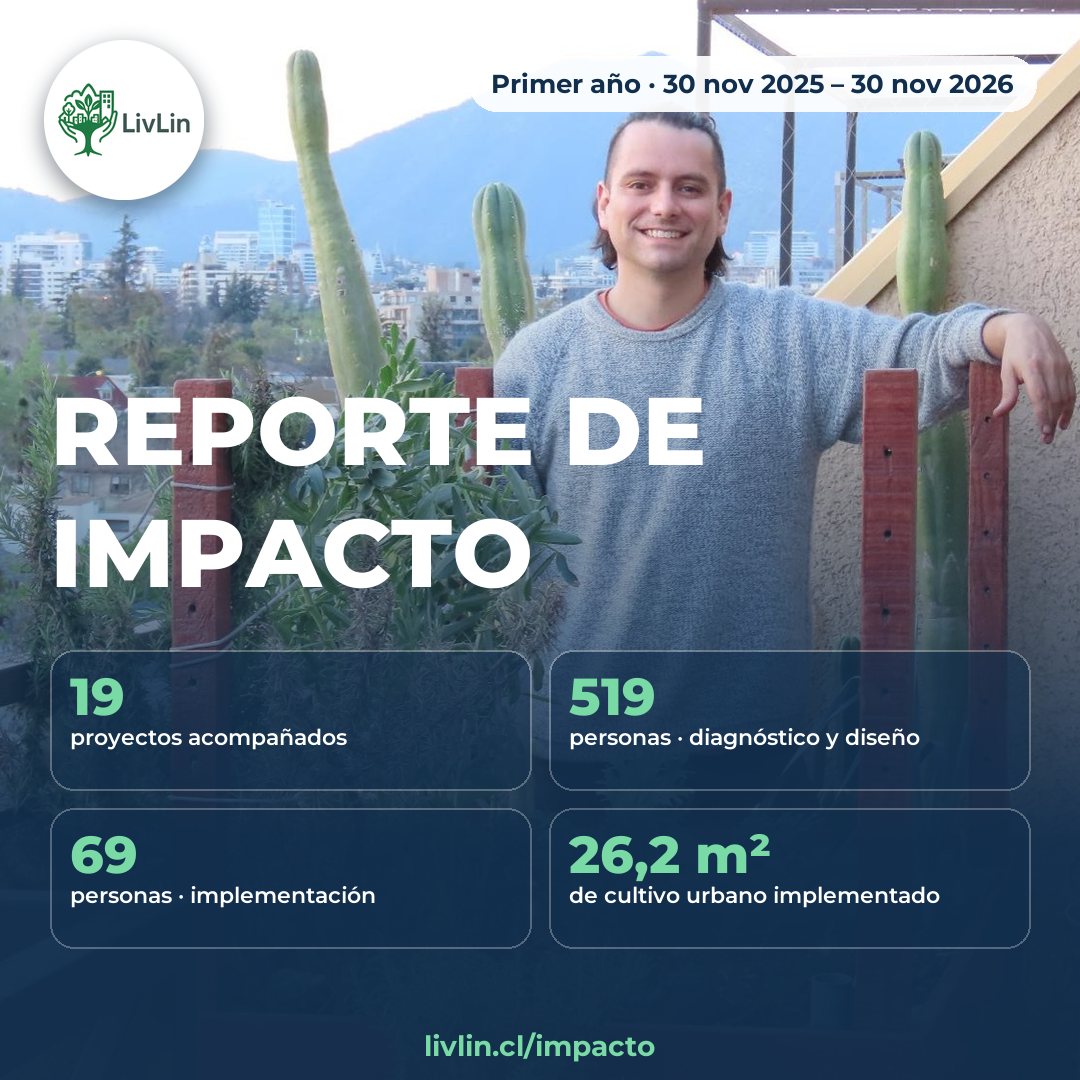 LivLin
Primer año · 30 nov 2025 – 30 nov 2026
REPORTE DE
IMPACTO
19
proyectos acompañados
519
personas · diagnóstico y diseño
69
personas · implementación
26,2 m²
de cultivo urbano implementado
livlin.cl/impacto